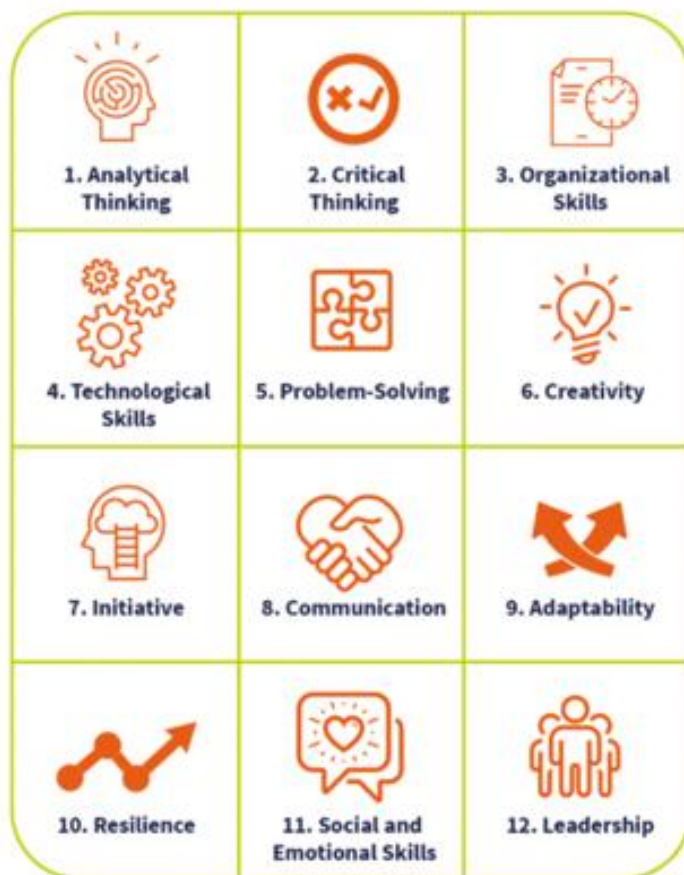 1. Analytical
Thinking
2. Critical
Thinking
3. Organizational
Skills
4. Technological
Skills
5. Problem-Solving
6. Creativity
7. Initiative
8. Communication
9. Adaptability
10. Resilience
11. Social and
Emotional Skills
12. Leadership